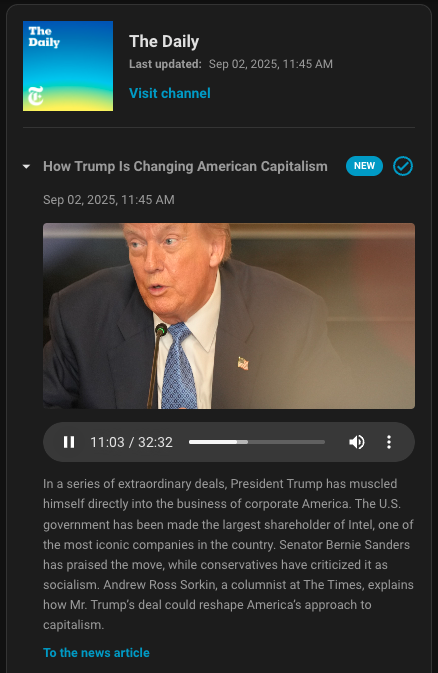 The
Daily
The Daily
Last updated: Sep 02, 2025, 11:45 AM
Visit channel
How Trump Is Changing American Capitalism NEW
Sep 02, 2025, 11:45 AM
11:03 / 32:32
In a series of extraordinary deals, President Trump has muscled
himself directly into the business of corporate America. The U.S.
government has been made the largest shareholder of Intel, one of
the most iconic companies in the country. Senator Bernie Sanders
has praised the move, while conservatives have criticized it as
socialism. Andrew Ross Sorkin, a columnist at The Times, explains
how Mr. Trump’s deal could reshape America’s approach to
capitalism.
To the news article